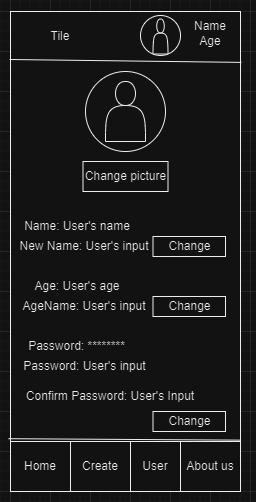 Tile
Name
Age
Change picture
Name: User's name
New Name: User's input
Change
Age: User's age
AgeName: User's input
Change
Password: ********
Password: User's input
Confirm Password: User's Input
Change
Home
Create
User
About us